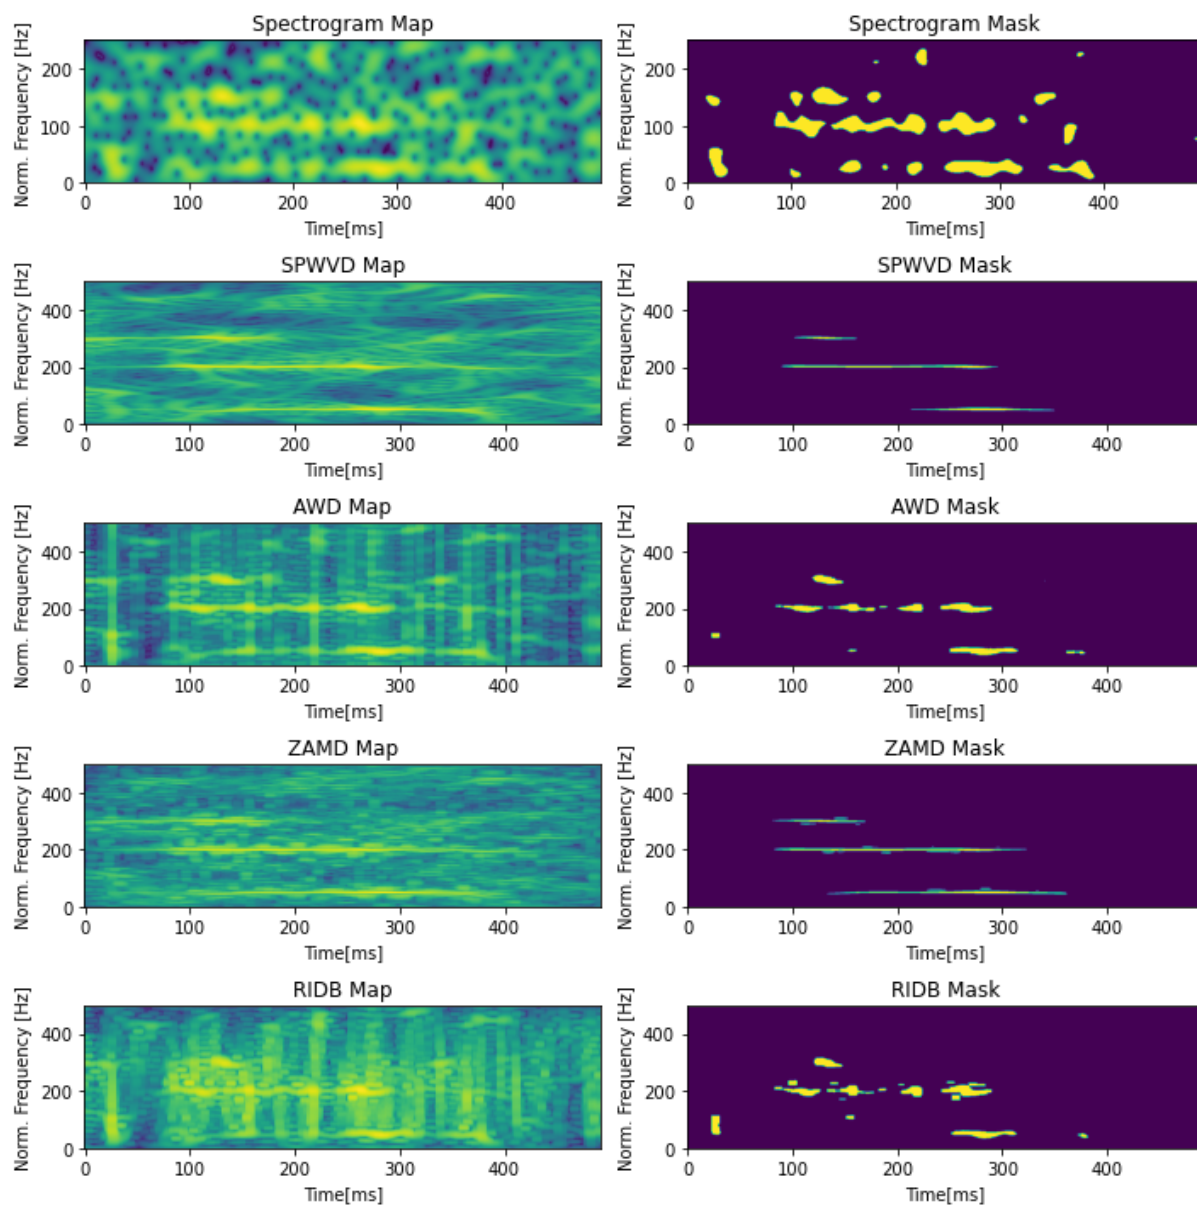 Spectrogram Map
Norm. Frequency [Hz]
200
100
0
0 100 200 300 400
Time[ms]
Spectrogram Mask
Norm. Frequency [Hz]
200
100
0
0 100 200 300 400
Time[ms]
SPWVD Map
Norm. Frequency [Hz]
400
200
0
0 100 200 300 400
Time[ms]
SPWVD Mask
Norm. Frequency [Hz]
400
200
0
0 100 200 300 400
Time[ms]
AWD Map
Norm. Frequency [Hz]
400
200
0
0 100 200 300 400
Time[ms]
AWD Mask
Norm. Frequency [Hz]
400
200
0
0 100 200 300 400
Time[ms]
ZAMD Map
Norm. Frequency [Hz]
400
200
0
0 100 200 300 400
Time[ms]
ZAMD Mask
Norm. Frequency [Hz]
400
200
0
0 100 200 300 400
Time[ms]
RIDB Map
Norm. Frequency [Hz]
400
200
0
0 100 200 300 400
Time[ms]
RIDB Mask
Norm. Frequency [Hz]
400
200
0
0 100 200 300 400
Time[ms]